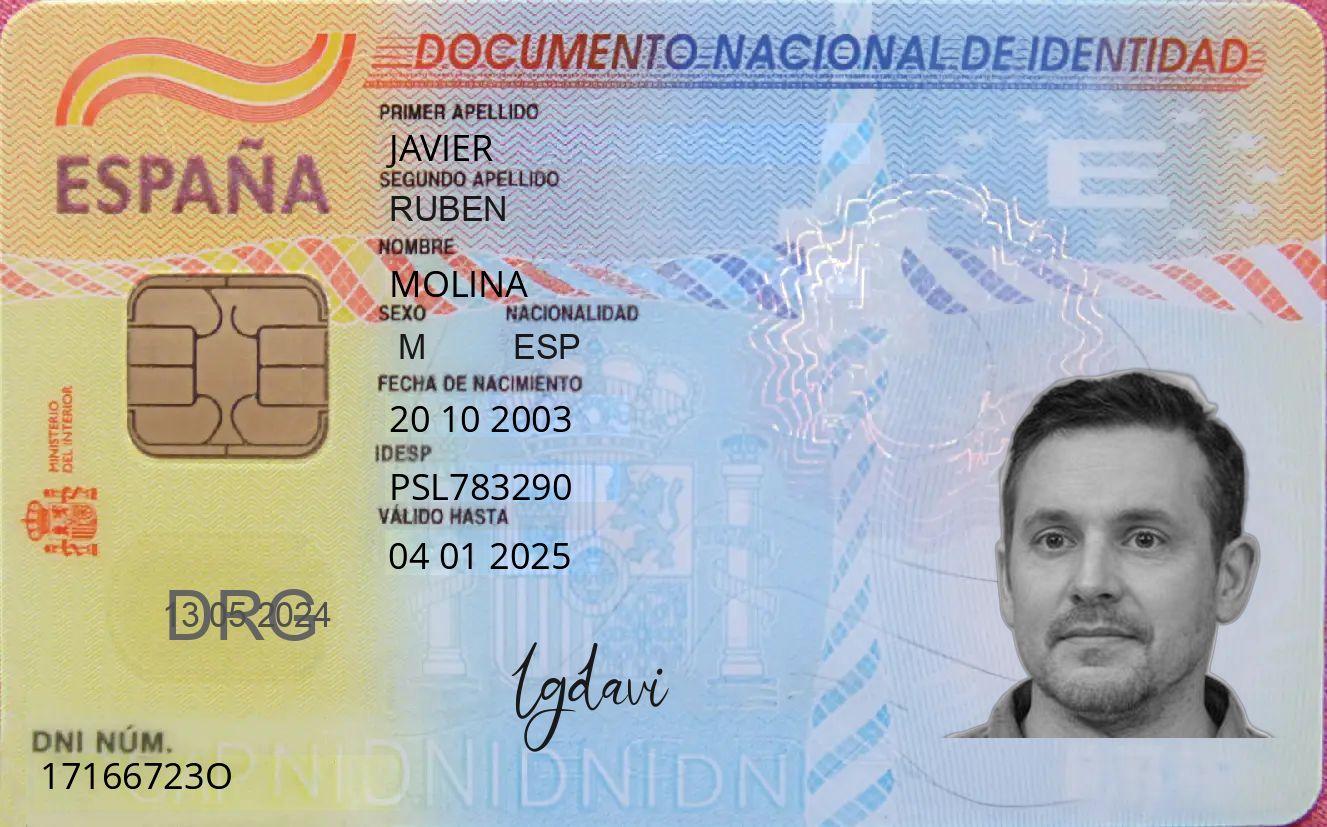 DOCUMENTO NACIONAL DE IDENTIDAD
ESPAÑA
PRIMER APELLIDO
JAVIER
SEGUNDO APELLIDO
RUBEN
NOMBRE
MOLINA
SEXO NACIONALIDAD
M ESP
FECHA DE NACIMIENTO
20 10 2003
IDESP
PSL783290
VÁLIDO HASTA
04 01 2025
MINISTERIO
DEL INTERIOR
E
13 05 2024
DRG
lgdavi
DNI NÚM.
17166723O
DNIDNIDNIDN